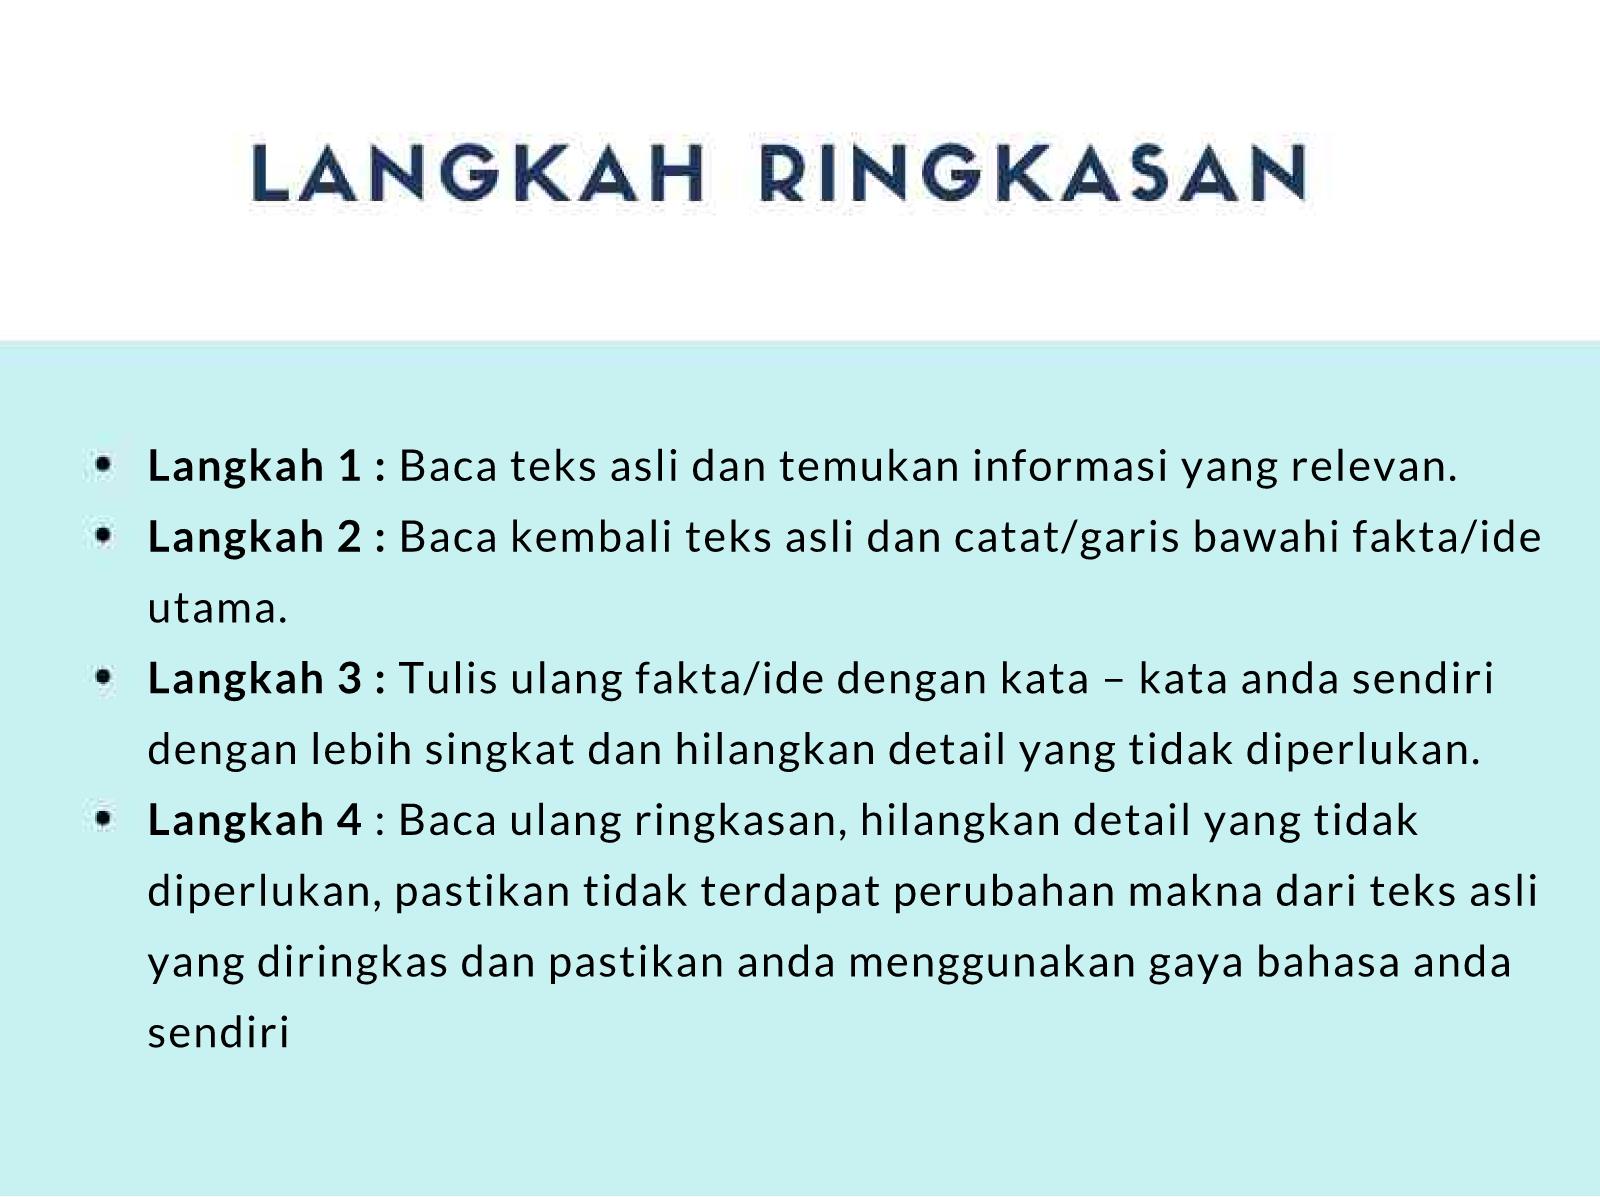 LANGKAH RINGKASAN
• Langkah 1 : Baca teks asli dan temukan informasi yang relevan.
• Langkah 2 : Baca kembali teks asli dan catat/garis bawahi fakta/ide
utama.
• Langkah 3 : Tulis ulang fakta/ide dengan kata – kata anda sendiri
dengan lebih singkat dan hilangkan detail yang tidak diperlukan.
• Langkah 4 : Baca ulang ringkasan, hilangkan detail yang tidak
diperlukan, pastikan tidak terdapat perubahan makna dari teks asli
yang diringkas dan pastikan anda menggunakan gaya bahasa anda
sendiri